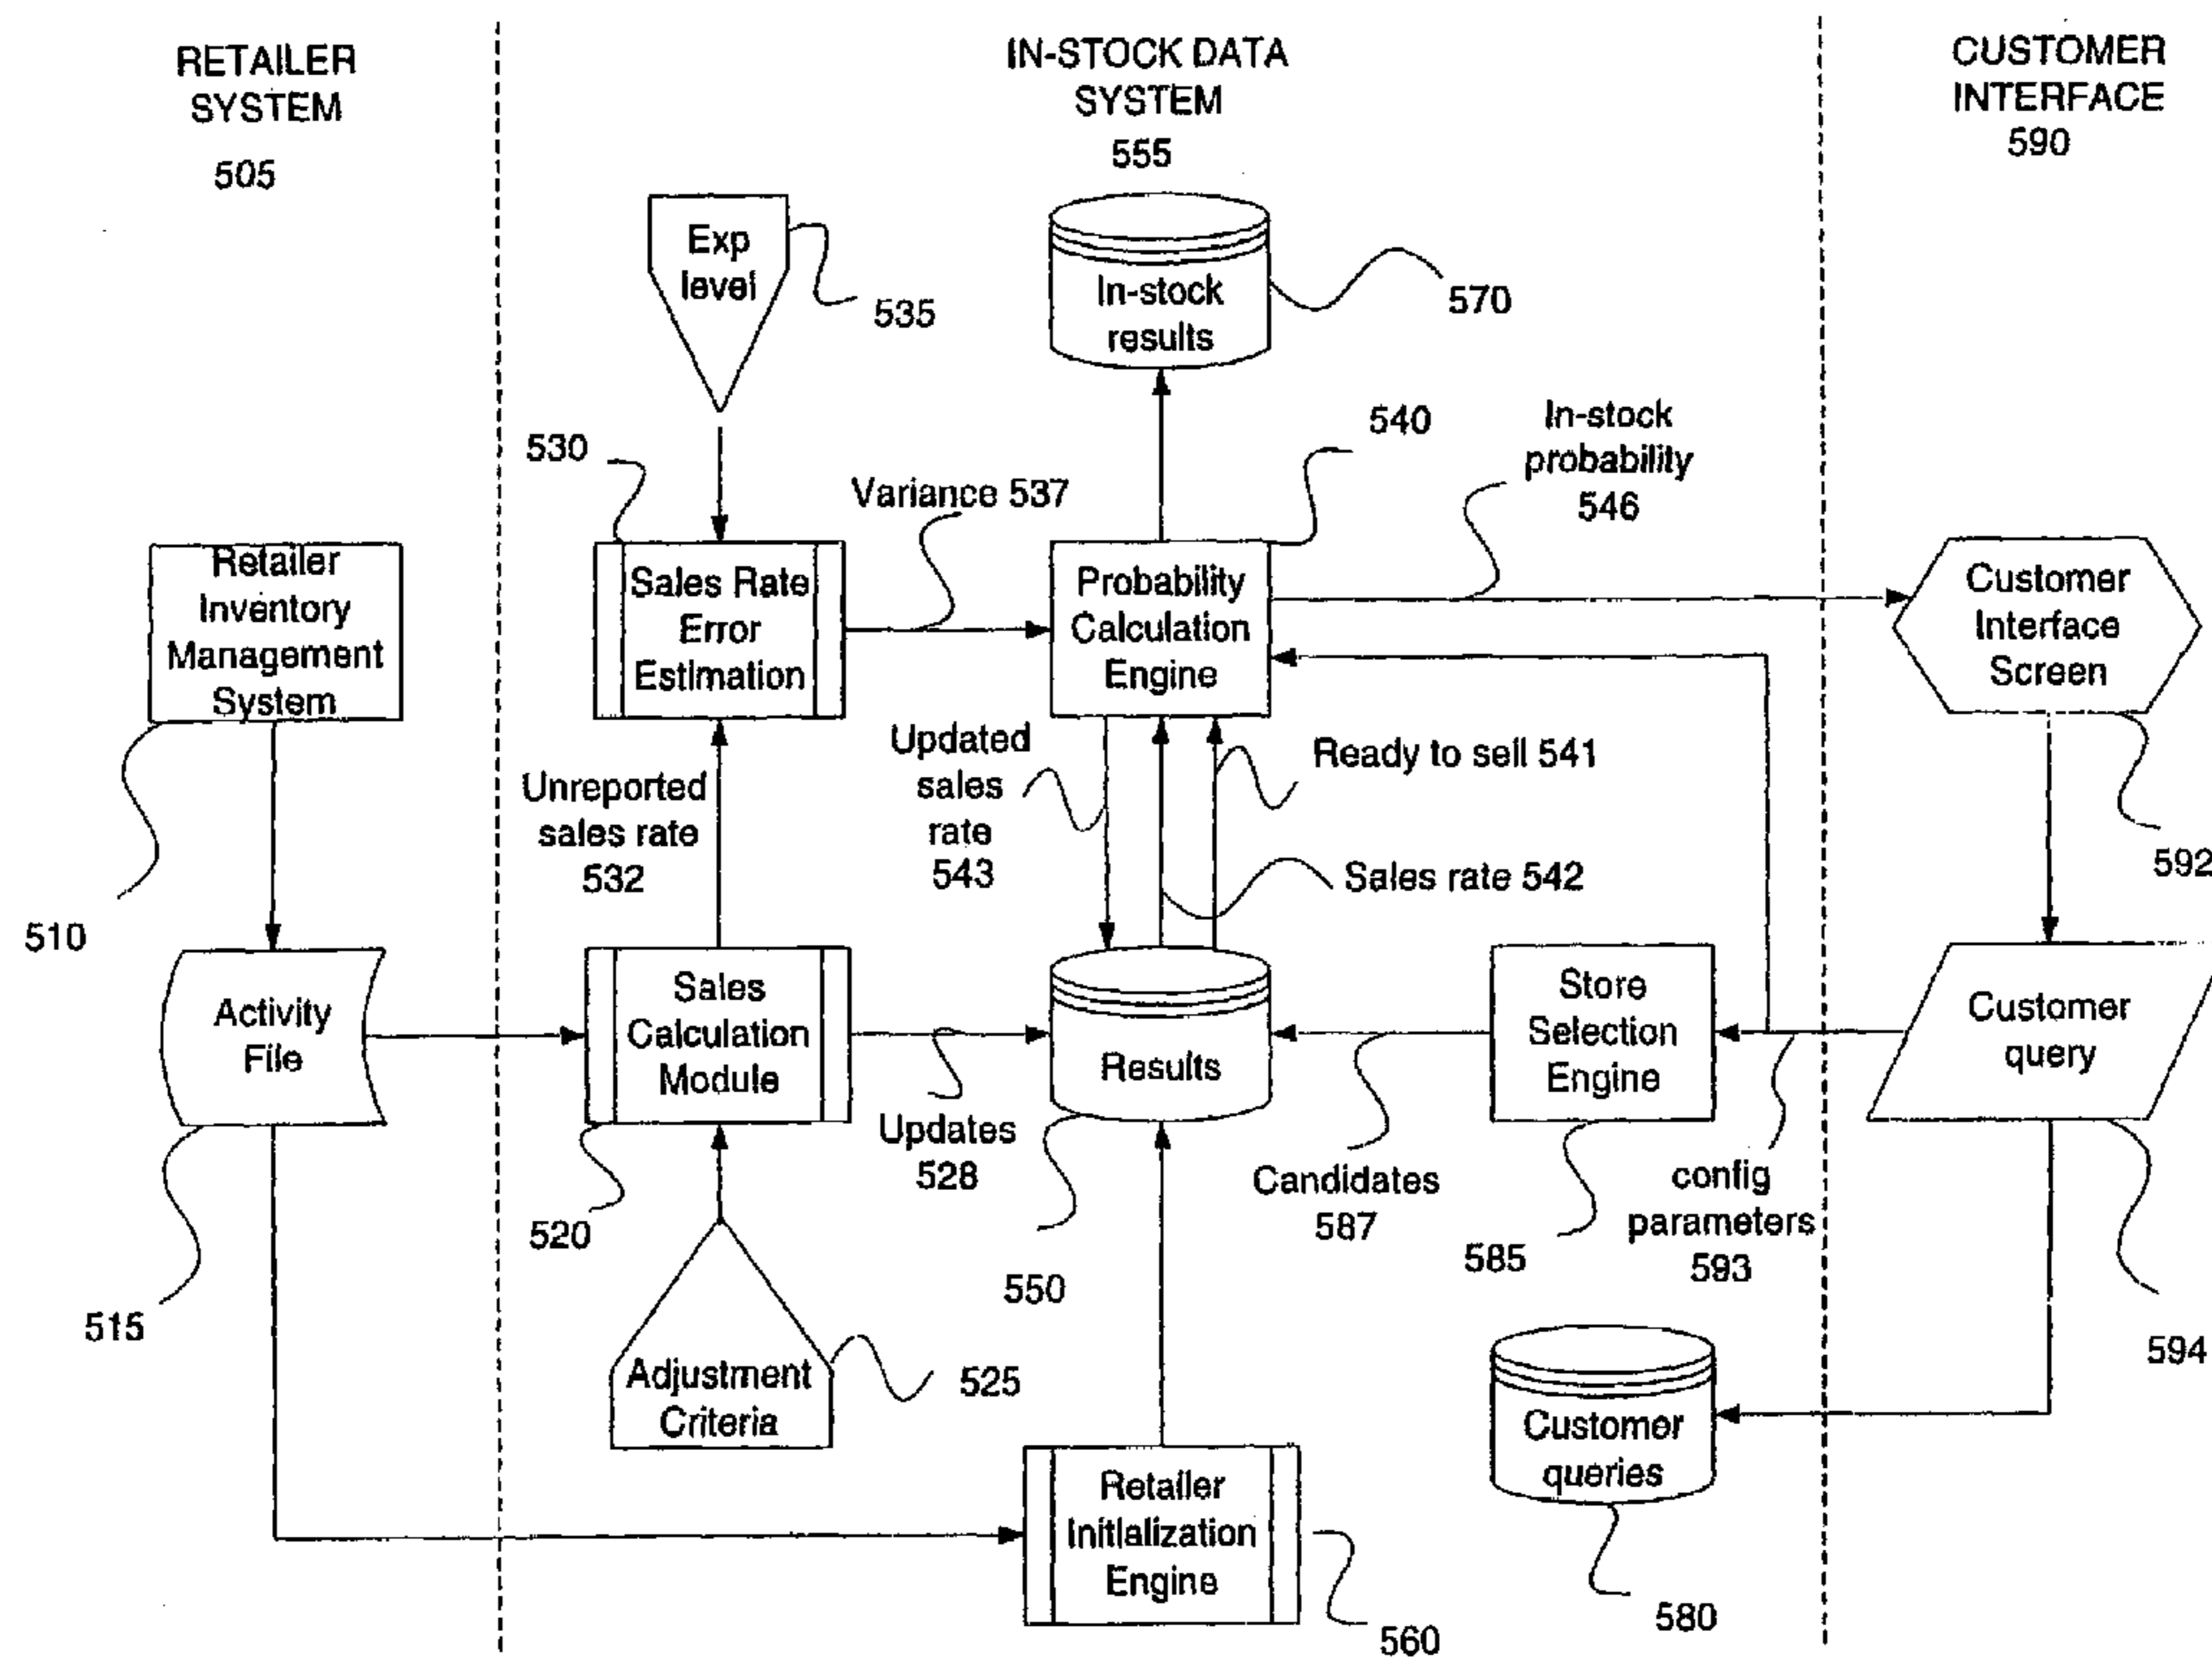 RETAILER
SYSTEM
505
IN-STOCK DATA
SYSTEM
555
CUSTOMER
INTERFACE
590
Exp
level
535
In-stock
results
570
530
Variance 537
540
In-stock
probability
546
Retailer
Inventory
Management
System
510
Sales Rate
Error
Estimation
Probability
Calculation
Engine
Customer
Interface
Screen
592
Unreported
sales rate
532
Updated
sales
rate
543
Ready to sell 541
Sales rate 542
Activity
File
515
Sales
Calculation
Module
520
Updates
528
Results
550
Store
Selection
Engine
585
Candidates
587
config
parameters
593
Customer
query
594
Adjustment
Criteria
525
Retailer
Initialization
Engine
560
Customer
queries
580